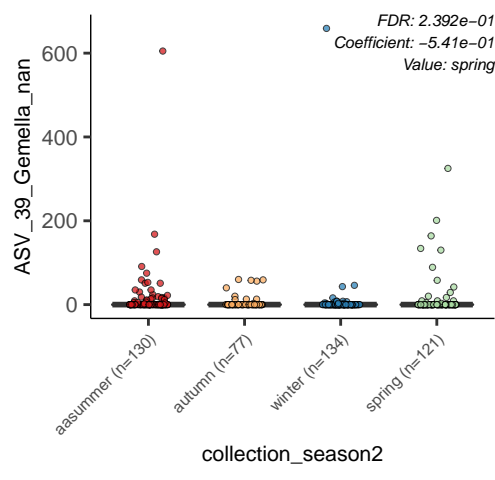 FDR: 2.392e−01
Coefficient: −5.41e−01
Value: spring
ASV_39_Gemella_nan
600
400
200
0
aasummer (n=130)
autumn (n=77)
winter (n=134)
spring (n=121)
collection_season2